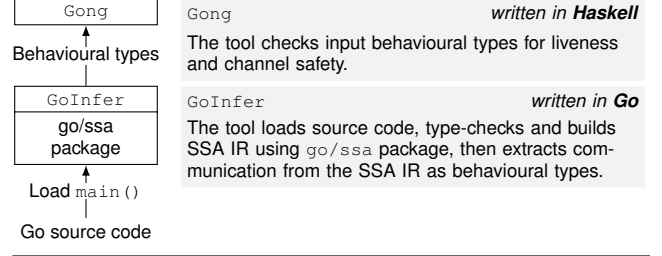 Gong
Behavioural types
GoInfer
go/ssa
package
Load main()
Go source code
Gong written in Haskell
The tool checks input behavioural types for liveness
and channel safety.
GoInfer written in Go
The tool loads source code, type-checks and builds
SSA IR using go/ssa package, then extracts com-
munication from the SSA IR as behavioural types.